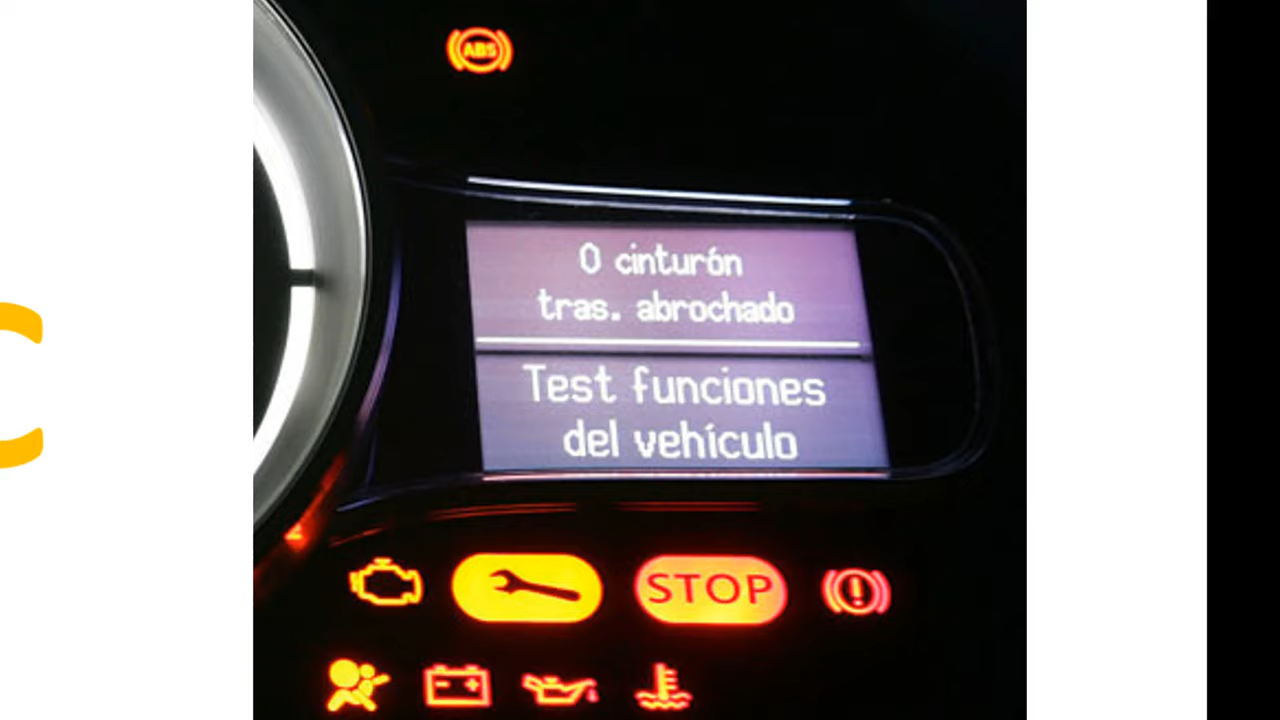 ABS
0 cinturón
tras. abrochado
Test funciones
del vehículo
STOP